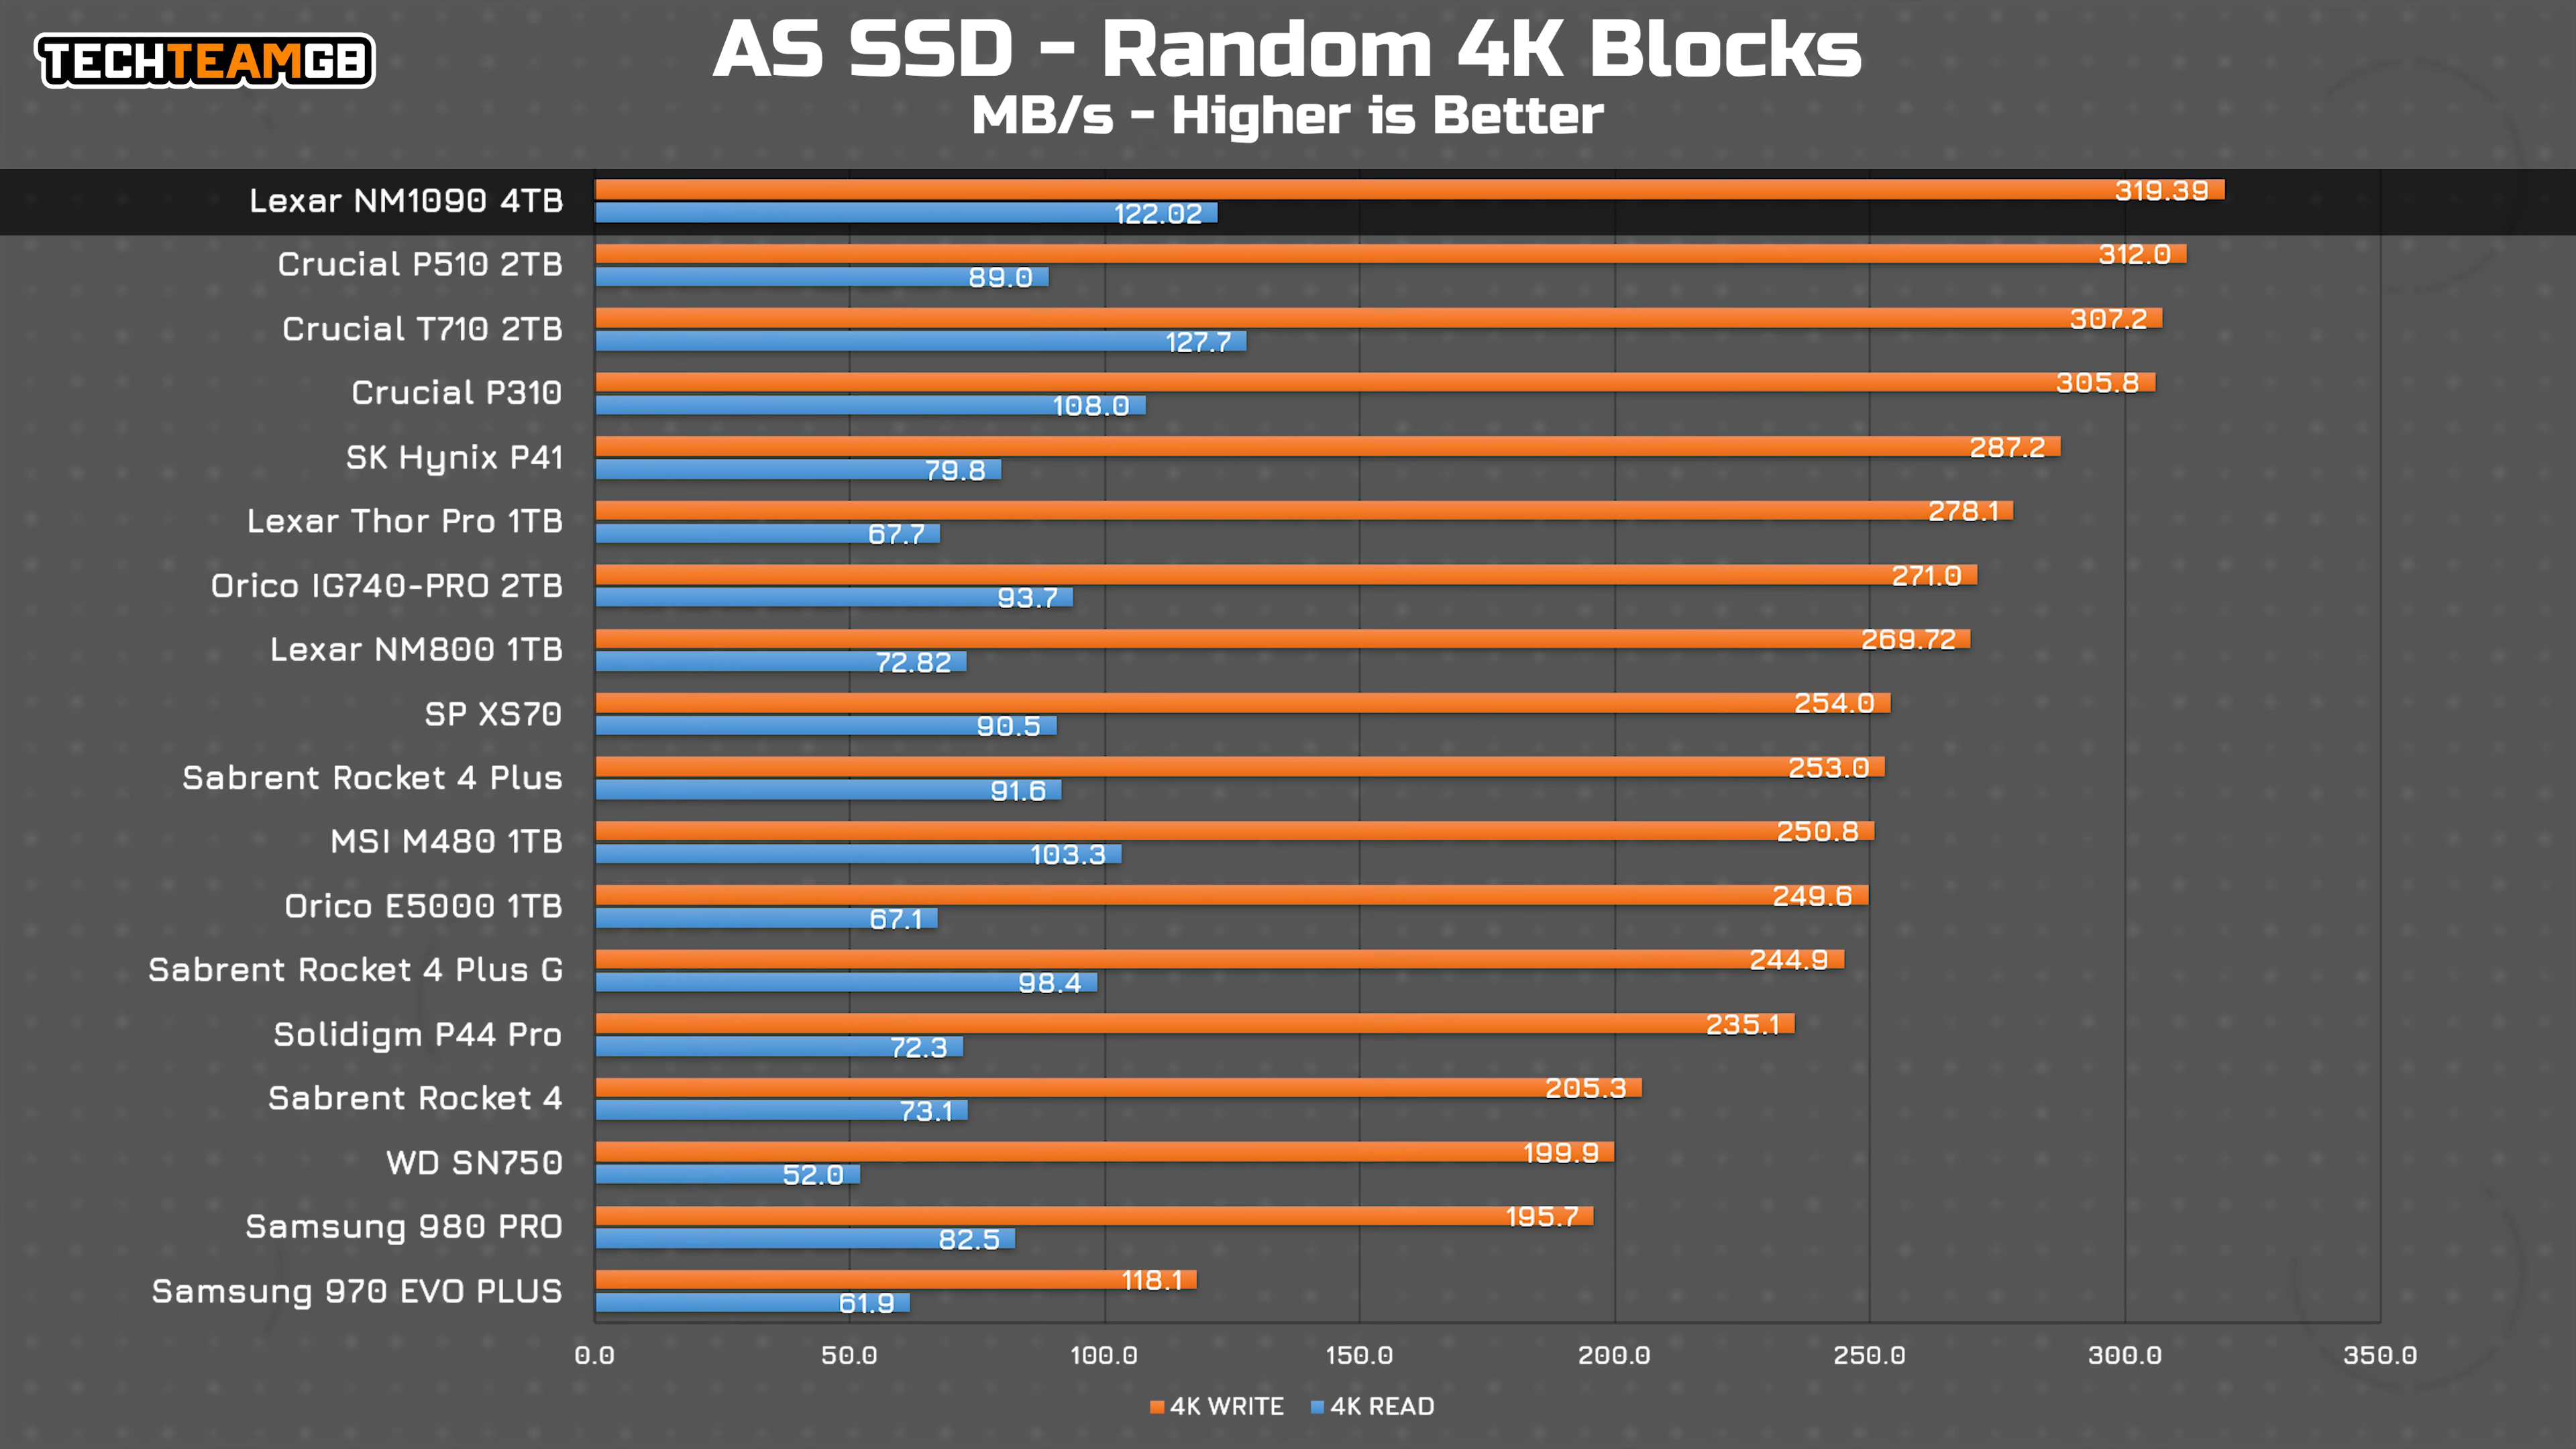 TECHTEAMGB
AS SSD - Random 4K Blocks
MB/s - Higher is Better
Lexar NM1090 4TB
319.39
122.02
Crucial P510 2TB
312.0
89.0
Crucial T710 2TB
307.2
127.7
Crucial P310
305.8
108.0
SK Hynix P41
287.2
79.8
Lexar Thor Pro 1TB
278.1
67.7
Orico IG740-PRO 2TB
271.0
93.7
Lexar NM800 1TB
269.72
72.82
SP XS70
254.0
90.5
Sabrent Rocket 4 Plus
253.0
91.6
MSI M480 1TB
250.8
103.3
Orico E5000 1TB
249.6
67.1
Sabrent Rocket 4 Plus G
244.9
98.4
Solidigm P44 Pro
235.1
72.3
Sabrent Rocket 4
205.3
73.1
WD SN750
199.9
52.0
Samsung 980 PRO
195.7
82.5
Samsung 970 EVO PLUS
118.1
61.9
0.0 50.0 100.0 150.0 200.0 250.0 300.0 350.0
4K WRITE 4K READ